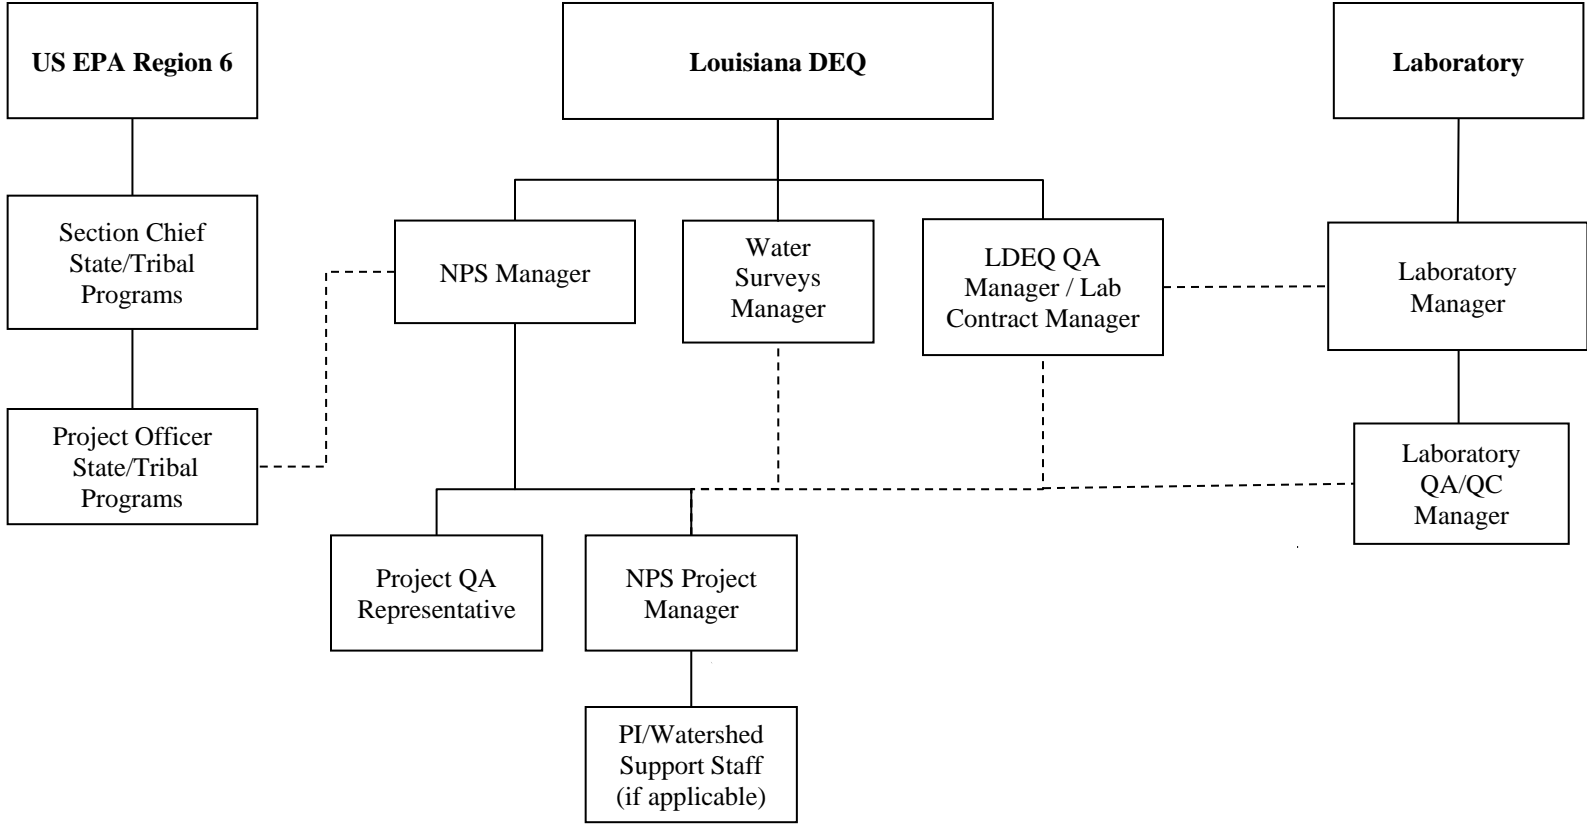 US EPA Region 6
Louisiana DEQ
Laboratory
Section Chief
State/Tribal
Programs
NPS Manager
Water
Surveys
Manager
LDEQ QA
Manager / Lab
Contract Manager
Laboratory
Manager
Project Officer
State/Tribal
Programs
Laboratory
QA/QC
Manager
Project QA
Representative
NPS Project
Manager
PI/Watershed
Support Staff
(if applicable)